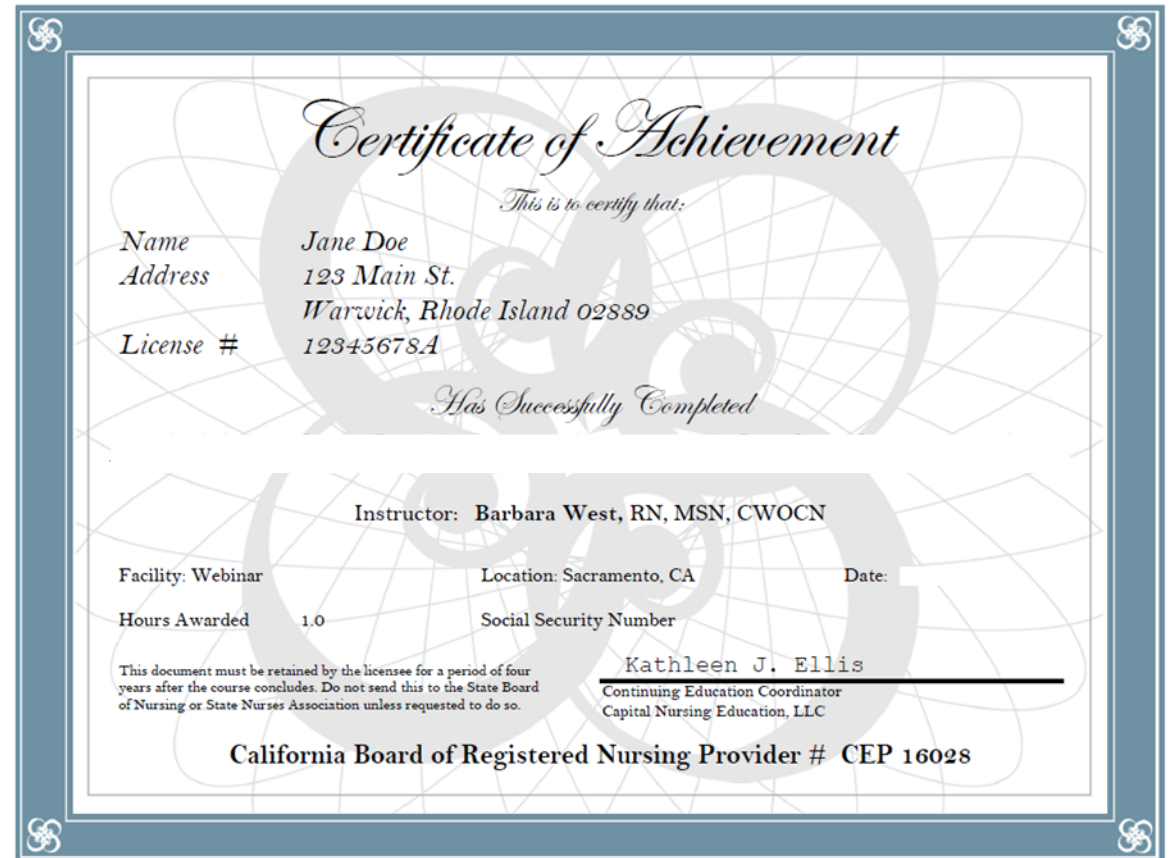 Certificate of Achievement
This is to certify that:
Name Jane Doe
Address 123 Main St.
Warwick, Rhode Island 02889
License # 12345678A
Has Successfully Completed
Instructor: Barbara West, RN, MSN, CWOCN
Facility: Webinar Location: Sacramento, CA Date:
Hours Awarded 1.0 Social Security Number
This document must be retained by the licensee for a period of four
years after the course concludes. Do not send this to the State Board
of Nursing or State Nurses Association unless requested to do so.
Kathleen J. Ellis
Continuing Education Coordinator
Capital Nursing Education, LLC
California Board of Registered Nursing Provider # CEP 16028